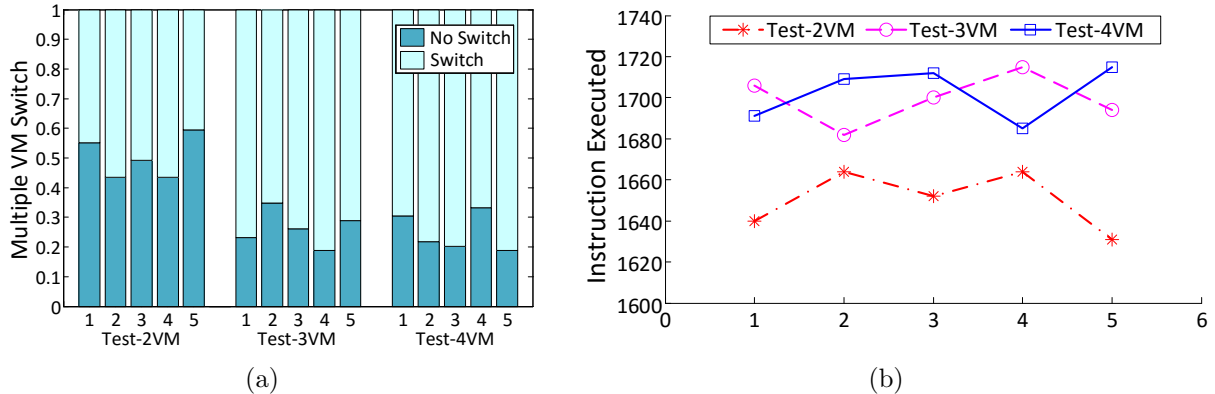 Multiple VM Switch
1
0.9
0.8
0.7
0.6
0.5
0.4
0.3
0.2
0.1
0
No Switch
Switch
1 2 3 4 5 1 2 3 4 5 1 2 3 4 5
Test-2VM Test-3VM Test-4VM
(a)
Instruction Executed
1740
1720
1700
1680
1660
1640
1620
1600
Test-2VM Test-3VM Test-4VM
0 1 2 3 4 5 6
(b)